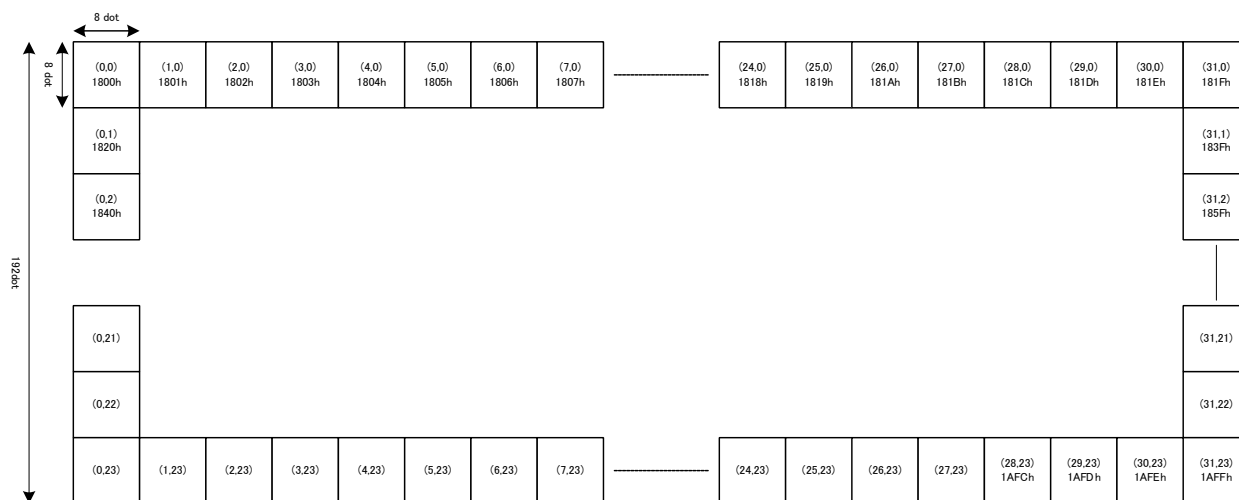 8 dot
8 dot
(0,0) (1,0) (2,0) (3,0) (4,0) (5,0) (6,0) (7,0) (24,0) (25,0) (26,0) (27,0) (28,0) (29,0) (30,0) (31,0)
1800h 1801h 1802h 1803h 1804h 1805h 1806h 1807h 1818h 1819h 181Ah 181Bh 181Ch 181Dh 181Eh 181Fh
(0,1) (31,1)
1820h 183Fh
(0,2) (31,2)
1840h 185Fh
192dot
(0,21) (31,21)
(0,22) (31,22)
(0,23) (1,23) (2,23) (3,23) (4,23) (5,23) (6,23) (7,23) (24,23) (25,23) (26,23) (27,23) (28,23) (29,23) (30,23) (31,23)
1AFCh 1AFDh 1AFEh 1AFFh